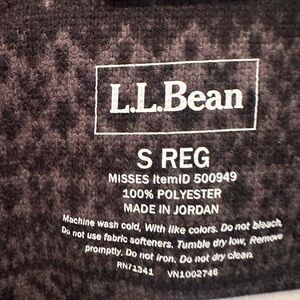 L.L.Bean
S REG
MISSES ItemID 500949
100% POLYESTER
MADE IN JORDAN
Machine wash cold, With like colors. Do not bleach,
Do not use fabric softeners. Tumble dry low, Remove
promptly. Do not iron. Do not dry clean.
RN71341 VN1002746